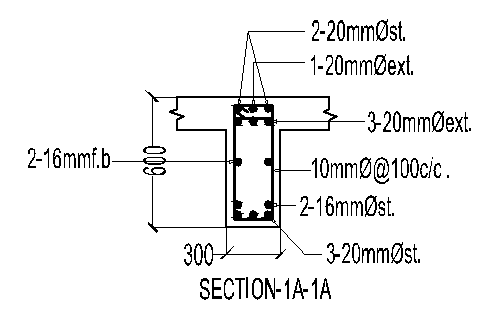 2-20mmØst.
1-20mmØext.
3-20mmØext.
2-16mmf.b
600
10mmØ@100c/c .
2-16mmØst.
300
3-20mmØst.
SECTION-1A-1A